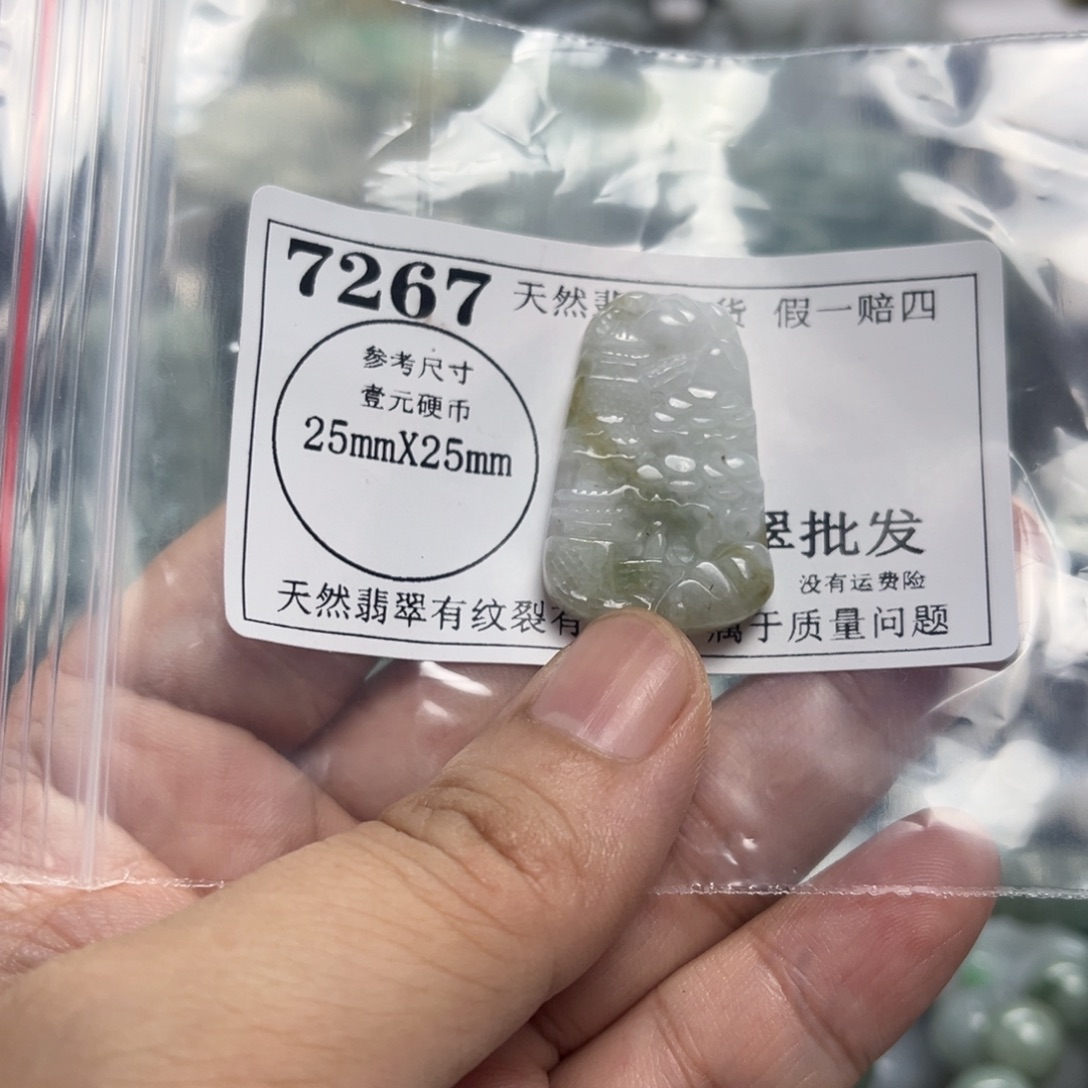 7267
天然翡 货 假一赔四
参考尺寸
壹元硬币
25mmX25mm
翠批发
没有运费险
天然翡翠有纹裂有 属于质量问题